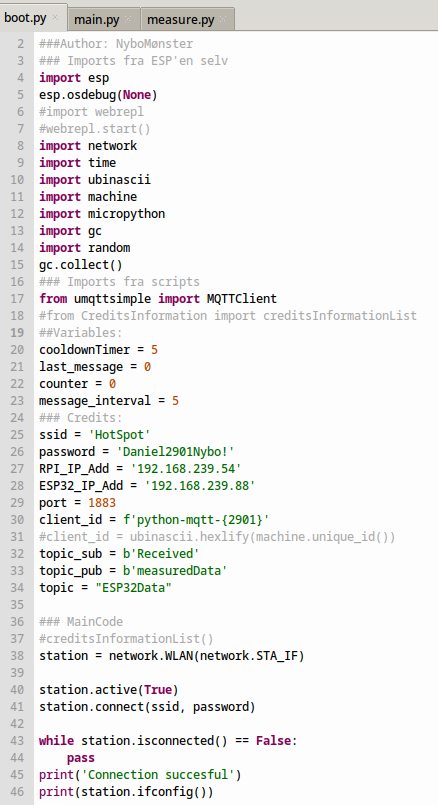 boot.py × main.py × measure.py ×
2 ###Author: NyboMønster
3 ### Imports fra ESP'en selv
4 import esp
5 esp.osdebug(None)
6 #import webrepl
7 #webrepl.start()
8 import network
9 import time
10 import ubinascii
11 import machine
12 import micropython
13 import gc
14 import random
15 gc.collect()
16 ### Imports fra scripts
17 from umqttsimple import MQTTClient
18 #from CreditsInformation import creditsInformationList
19 ##Variables:
20 cooldownTimer = 5
21 last_message = 0
22 counter = 0
23 message_interval = 5
24 ### Credits:
25 ssid = 'HotSpot'
26 password = 'Daniel2901Nybo!'
27 RPI_IP_Add = '192.168.239.54'
28 ESP32_IP_Add = '192.168.239.88'
29 port = 1883
30 client_id = f'python-mqtt-{2901}'
31 #client_id = ubinascii.hexlify(machine.unique_id())
32 topic_sub = b'Received'
33 topic_pub = b'measuredData'
34 topic = "ESP32Data"
35
36 ### MainCode
37 #creditsInformationList()
38 station = network.WLAN(network.STA_IF)
39
40 station.active(True)
41 station.connect(ssid, password)
42
43 while station.isconnected() == False:
44     pass
45 print('Connection succesful')
46 print(station.ifconfig())